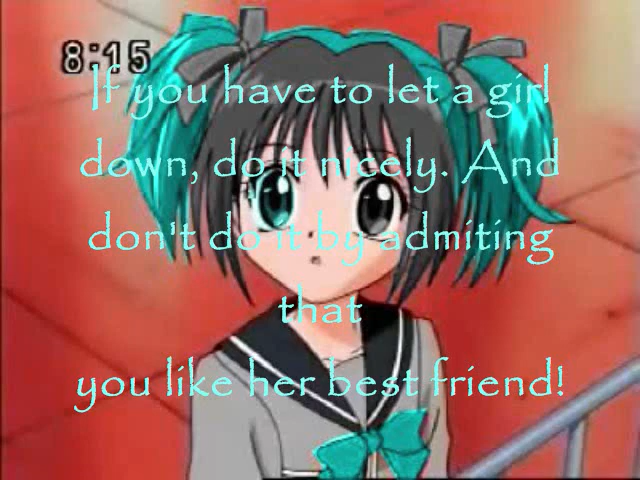 8:15
If you have to let a girl
down, do it nicely. And
don't do it by admiting
that
you like her best friend!